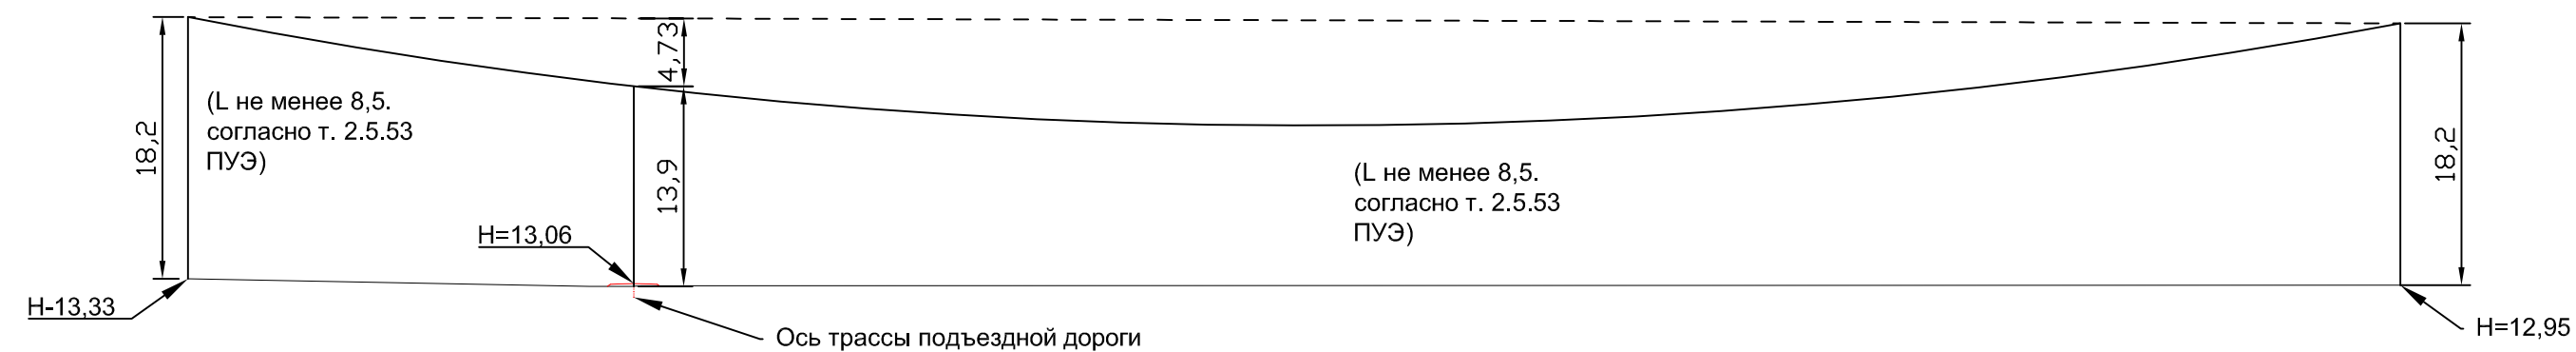 4,73
(L не менее 8,5.
согласно т. 2.5.53
ПУЭ)
18,2
13,9
(L не менее 8,5.
согласно т. 2.5.53
ПУЭ)
18,2
H=13,06
H-13,33
Ось трассы подъездной дороги
H=12,95